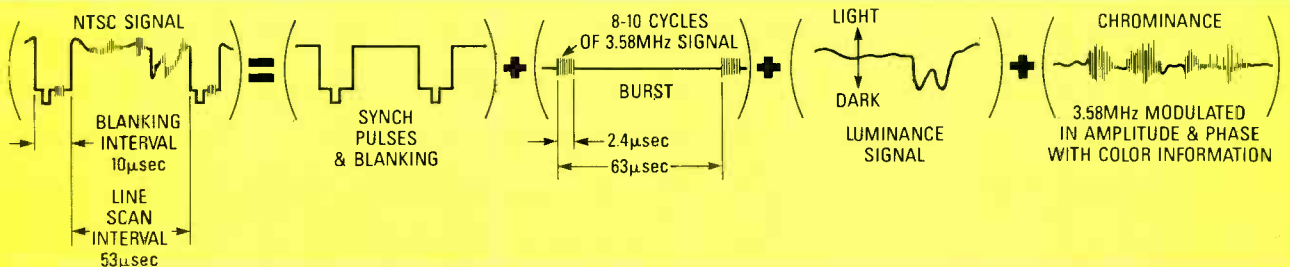 NTSC SIGNAL
BLANKING
INTERVAL
10μsec
LINE
SCAN
INTERVAL
53μsec
=
SYNCH
PULSES
& BLANKING
+
8-10 CYCLES
OF 3.58MHz SIGNAL
BURST
2.4μsec
63μsec
+
LIGHT
DARK
LUMINANCE
SIGNAL
+
CHROMINANCE
3.58MHz MODULATED
IN AMPLITUDE & PHASE
WITH COLOR INFORMATION